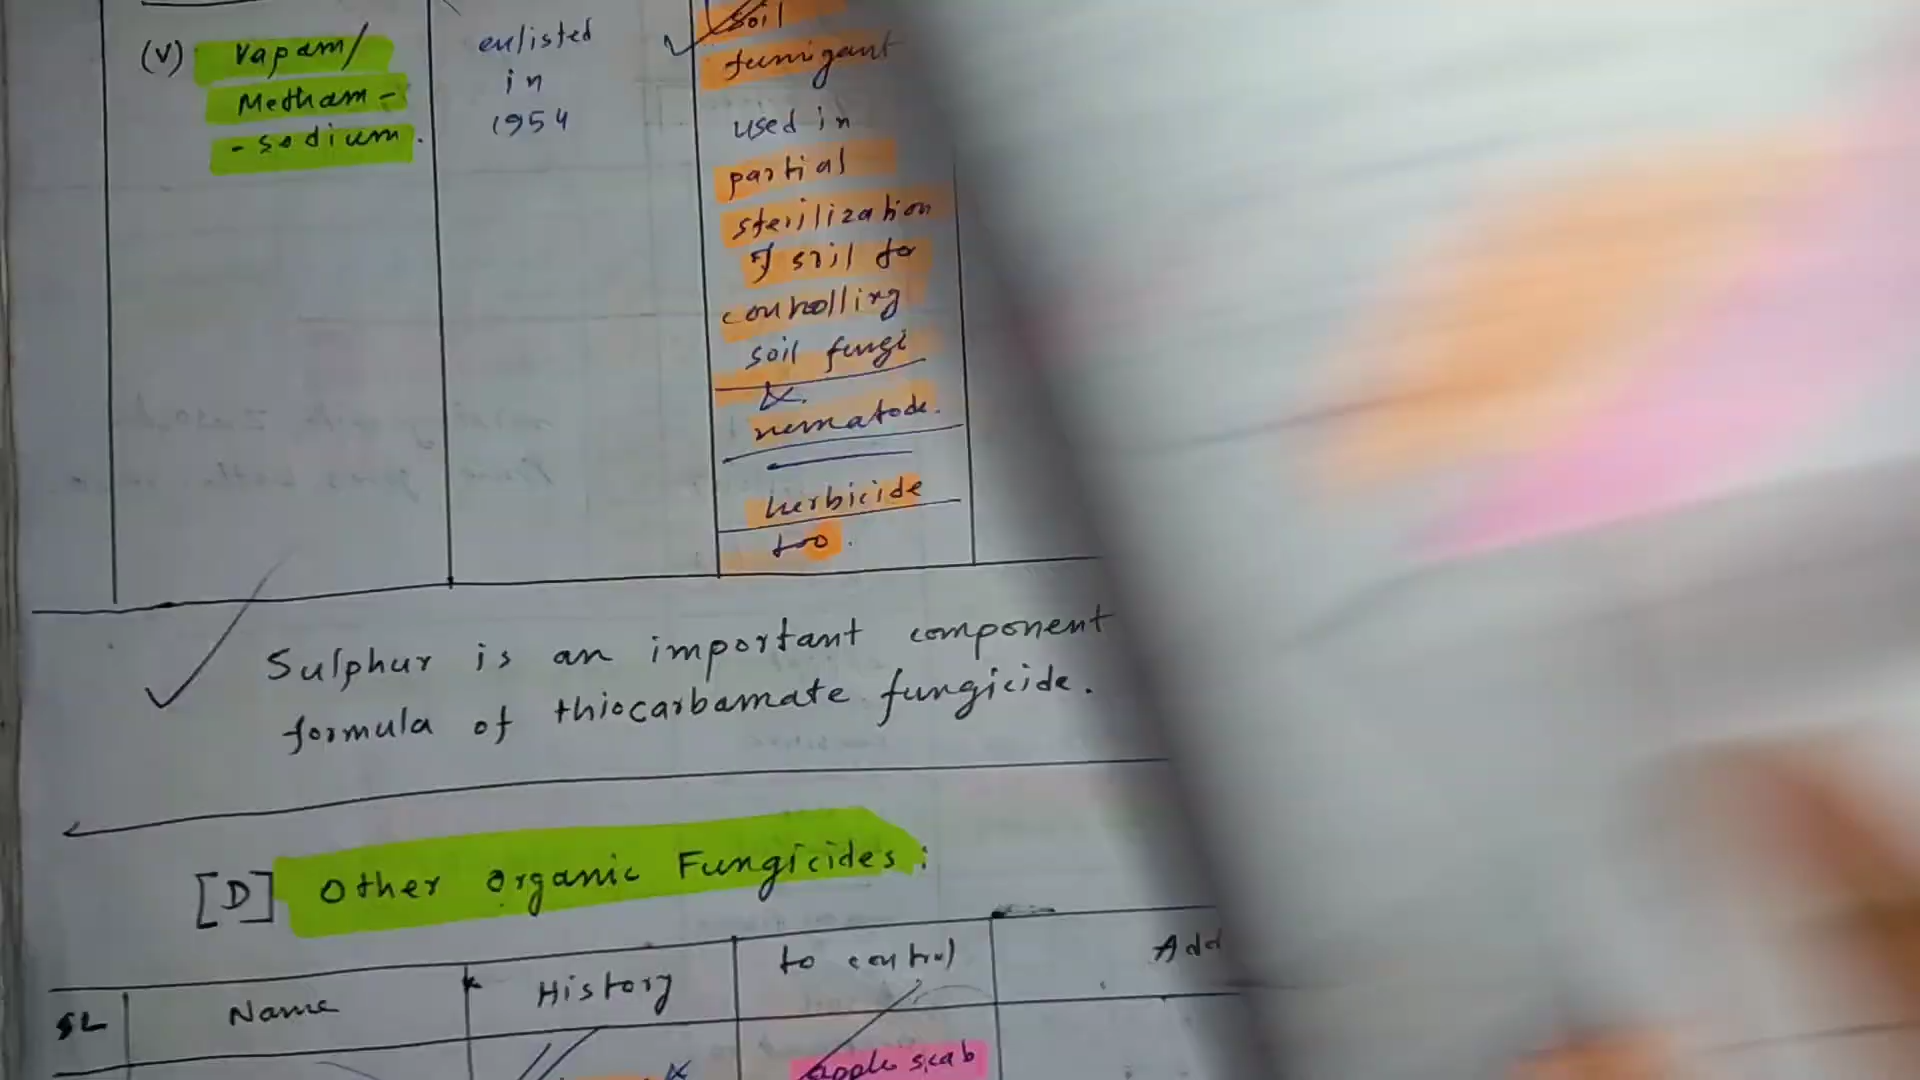 (V) Vapam/
Metham -
- sodium.
enlisted
in
1954
soil
fumigant
used in
partial
sterilization
of soil for
controlling
soil fungi
&
nematode.
herbicide
too.
Sulphur is an important component
formula of thiocarbamate fungicide.
[D] Other Organic Fungicides:
SL Name History to control Add
apple scab